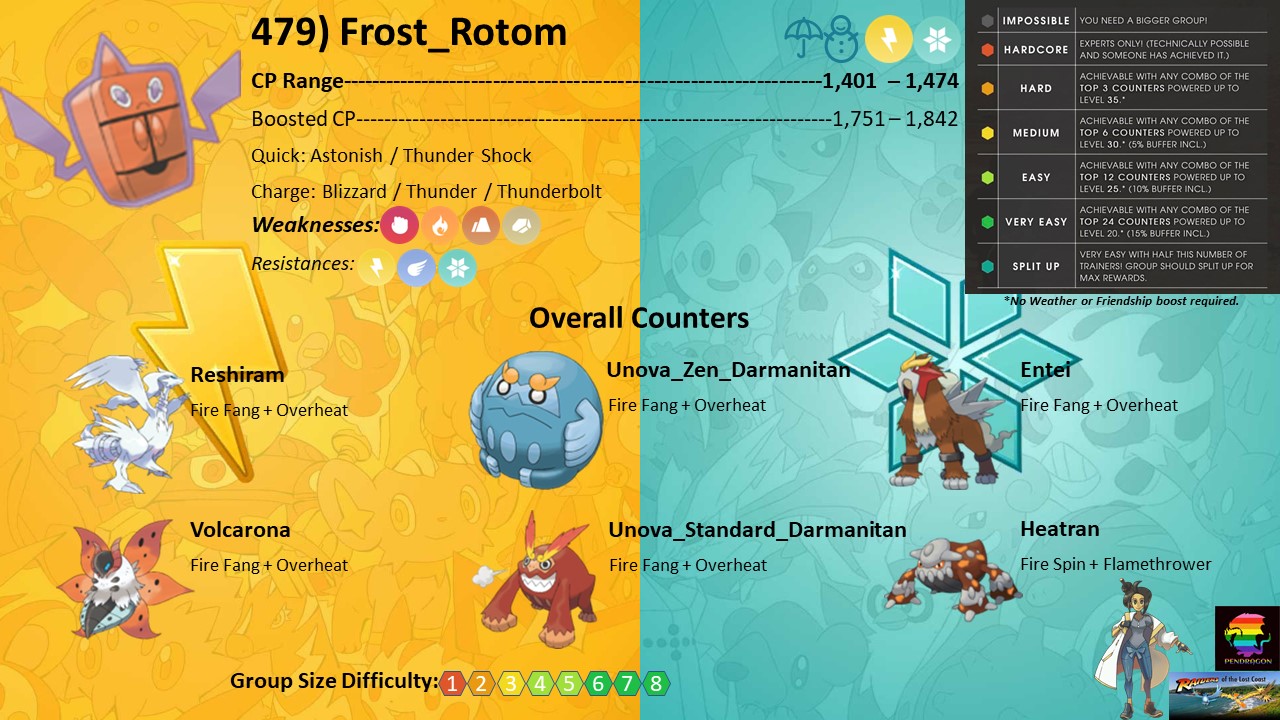 479) Frost_Rotom
CP Range--------------------------------------------------------------------1,401 – 1,474
Boosted CP--------------------------------------------------------------------1,751 – 1,842
Quick: Astonish / Thunder Shock
Charge: Blizzard / Thunder / Thunderbolt
Weaknesses:
Resistances:
IMPOSSIBLE YOU NEED A BIGGER GROUP!
HARDCORE EXPERTS ONLY! (TECHNICALLY POSSIBLE
AND SOMEONE HAS ACHIEVED IT.)
HARD ACHIEVABLE WITH ANY COMBO OF THE
TOP 3 COUNTERS POWERED UP TO
LEVEL 35.*
MEDIUM ACHIEVABLE WITH ANY COMBO OF THE
TOP 6 COUNTERS POWERED UP TO
LEVEL 30.* (5% BUFFER INCL.)
EASY ACHIEVABLE WITH ANY COMBO OF THE
TOP 12 COUNTERS POWERED UP TO
LEVEL 25.* (10% BUFFER INCL.)
VERY EASY ACHIEVABLE WITH ANY COMBO OF THE
TOP 24 COUNTERS POWERED UP TO
LEVEL 20.* (15% BUFFER INCL.)
SPLIT UP VERY EASY WITH HALF THIS NUMBER OF
TRAINERS! GROUP SHOULD SPLIT UP FOR
MAX REWARDS.
*No Weather or Friendship boost required.
Overall Counters
Reshiram
Fire Fang + Overheat
Unova_Zen_Darmanitan
Fire Fang + Overheat
Entei
Fire Fang + Overheat
Volcarona
Fire Fang + Overheat
Unova_Standard_Darmanitan
Fire Fang + Overheat
Heatran
Fire Spin + Flamethrower
Group Size Difficulty: 1 2 3 4 5 6 7 8
PENDRAGON
RAIDERS of the Lost Coast